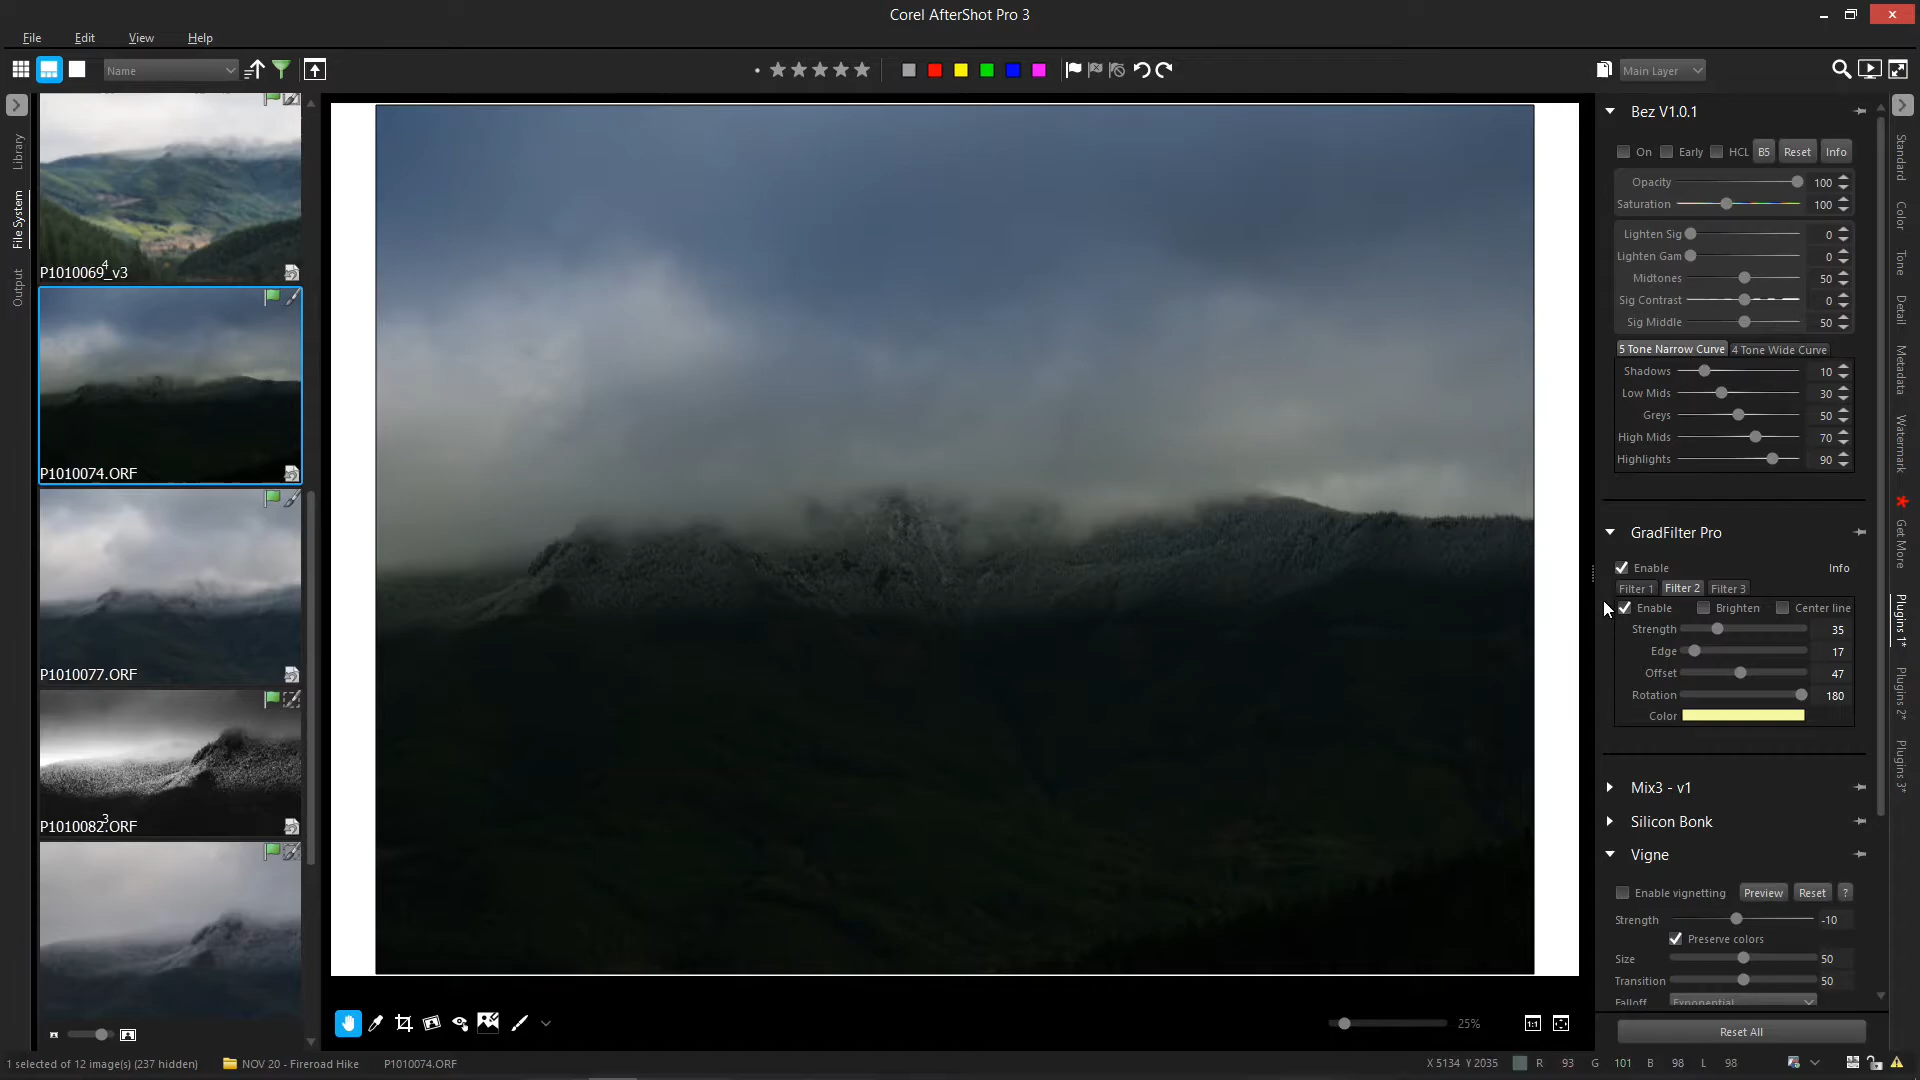 Corel AfterShot Pro 3
File Edit View Help
Name
Main Layer
Library
File System
Output
P1010069_v3
4
P1010074.ORF
P1010077.ORF
P1010082.ORF
3
25%
1:1
Bez V1.0.1
On Early HCL B5 Reset Info
Opacity 100
Saturation 100
Lighten Sig 0
Lighten Gam 0
Midtones 50
Sig Contrast 0
Sig Middle 50
5 Tone Narrow Curve 4 Tone Wide Curve
Shadows 10
Low Mids 30
Greys 50
High Mids 70
Highlights 90
GradFilter Pro
Enable Info
Filter 1 Filter 2 Filter 3
Enable Brighten Center line
Strength 35
Edge 17
Offset 47
Rotation 180
Color
Mix3 - v1
Silicon Bonk
Vigne
Enable vignetting Preview Reset ?
Strength -10
Preserve colors
Size 50
Transition 50
Falloff Exponential
Reset All
Standard
Color
Tone
Detail
Metadata
Watermark
Get More
Plugins 1*
Plugins 2*
Plugins 3*
1 selected of 12 image(s) (237 hidden) NOV 20 - Fireroad Hike P1010074.ORF X 5134 Y 2035 R 93 G 101 B 98 L 98